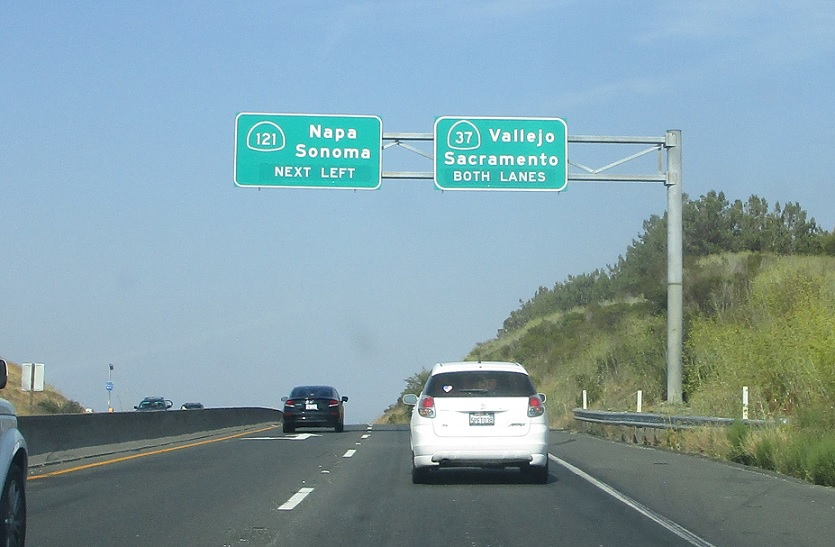 121
Napa
Sonoma
NEXT LEFT
37
Vallejo
Sacramento
BOTH LANES